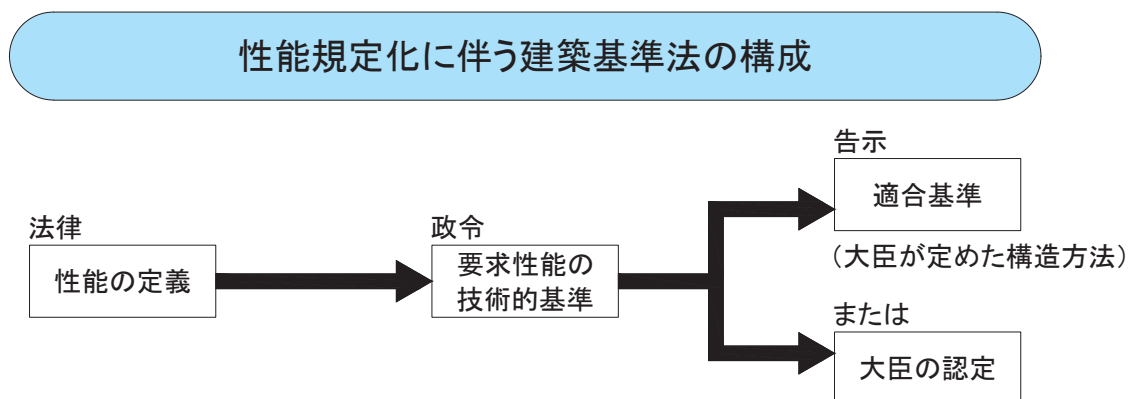 性能規定化に伴う建築基準法の構成
法律
性能の定義
政令
要求性能の
技術的基準
告示
適合基準
（大臣が定めた構造方法）
または
大臣の認定